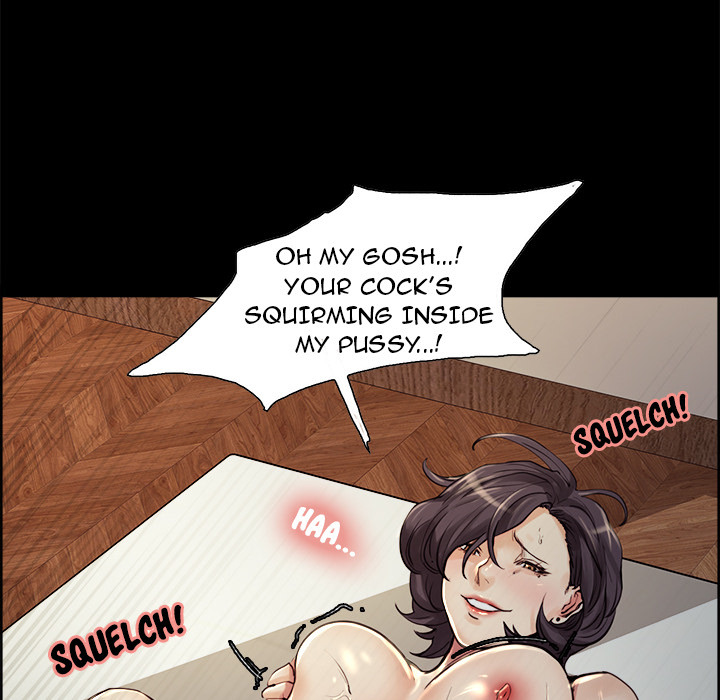 OH MY GOSH...!
YOUR COCK'S
SQUIRMING INSIDE
MY PUSSY...!
SQUELCH!
HAA...
SQUELCH!